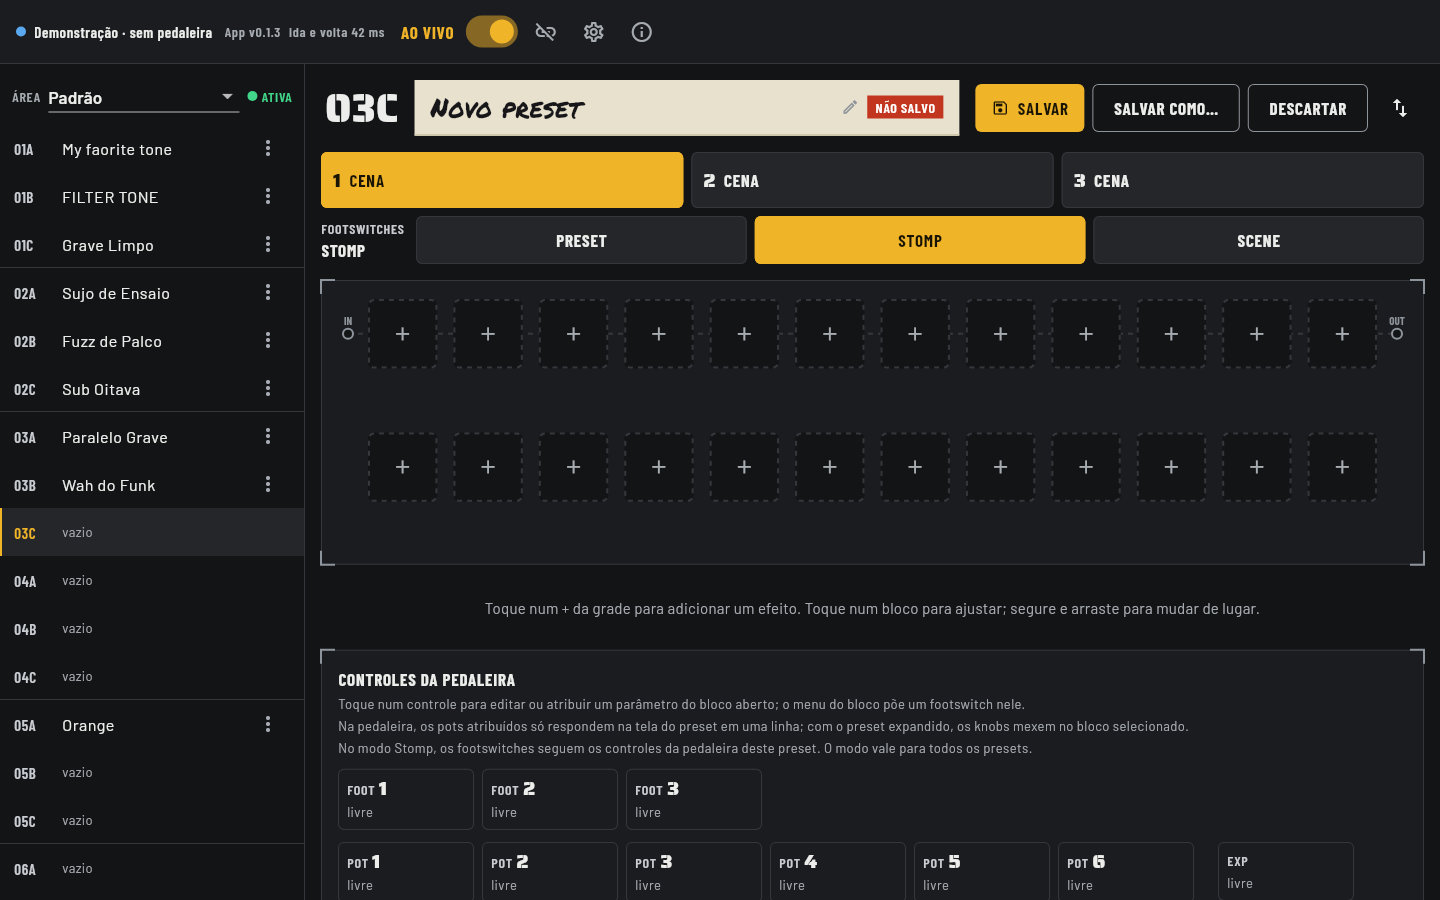 Demonstração · sem pedaleira App v0.1.3 Ida e volta 42 ms AO VIVO
ÁREA Padrão ATIVA
01A My faorite tone
01B FILTER TONE
01C Grave Limpo
02A Sujo de Ensaio
02B Fuzz de Palco
02C Sub Oitava
03A Paralelo Grave
03B Wah do Funk
03C vazio
04A vazio
04B vazio
04C vazio
05A Orange
05B vazio
05C vazio
06A vazio
03C Novo preset NÃO SALVO SALVAR SALVAR COMO... DESCARTAR
1 CENA 2 CENA 3 CENA
FOOTSWITCHES
STOMP PRESET STOMP SCENE
IN + + + + + + + + + + + + OUT
+ + + + + + + + + + + +
Toque num + da grade para adicionar um efeito. Toque num bloco para ajustar; segure e arraste para mudar de lugar.
CONTROLES DA PEDALEIRA
Toque num controle para editar ou atribuir um parâmetro do bloco aberto; o menu do bloco põe um footswitch nele.
Na pedaleira, os pots atribuídos só respondem na tela do preset em uma linha; com o preset expandido, os knobs mexem no bloco selecionado.
No modo Stomp, os footswitches seguem os controles da pedaleira deste preset. O modo vale para todos os presets.
FOOT 1 FOOT 2 FOOT 3
livre livre livre
POT 1 POT 2 POT 3 POT 4 POT 5 POT 6 EXP
livre livre livre livre livre livre livre